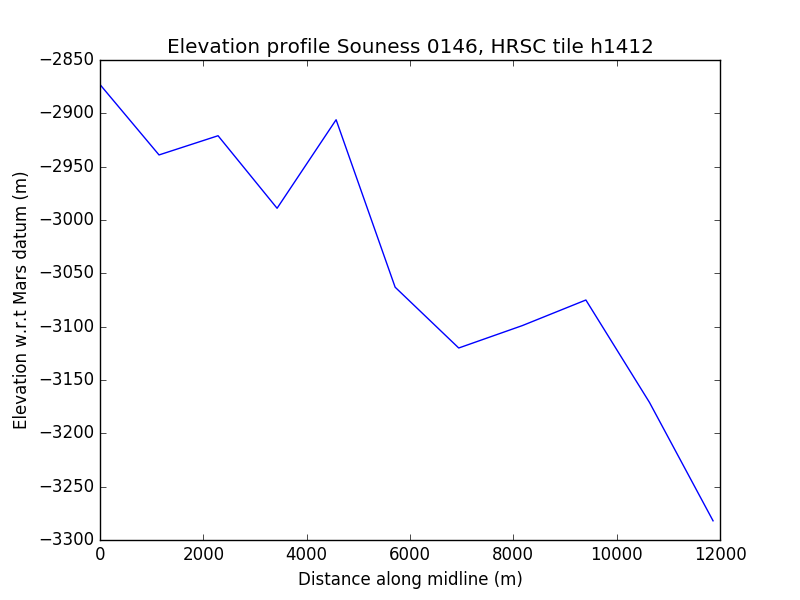 Elevation profile Souness 0146, HRSC tile h1412
−2850
−2900
−2950
−3000
−3050
−3100
−3150
−3200
−3250
−3300
Elevation w.r.t Mars datum (m)
0 2000 4000 6000 8000 10000 12000
Distance along midline (m)